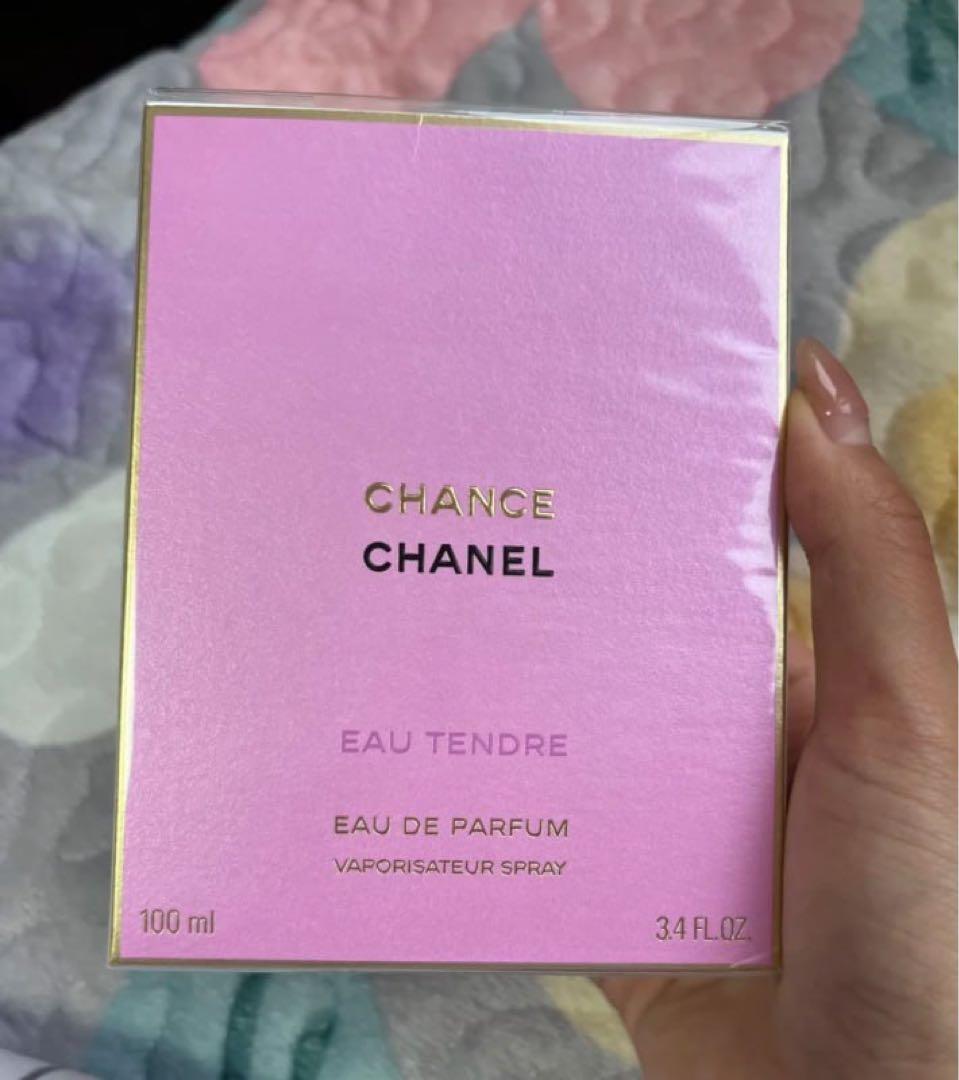 CHANCE
CHANEL
EAU TENDRE
EAU DE PARFUM
VAPORISATEUR SPRAY
100 ml 3.4 FL.OZ.